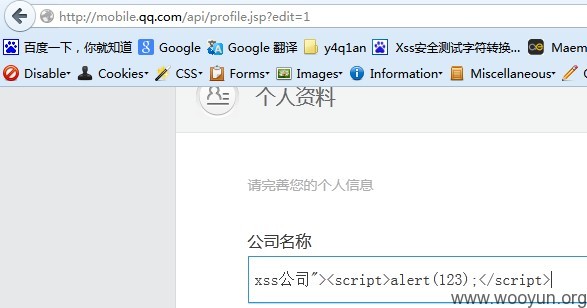 http://mobile.qq.com/api/profile.jsp?edit=1
百度一下，你就知道 Google Google 翻译 y4q1an Xss安全测试字符转换... Maem
Disable Cookies CSS Forms Images Information Miscellaneous
个人资料
请完善您的个人信息
公司名称
xss公司"><script>alert(123);</script>
www.wooyun.org